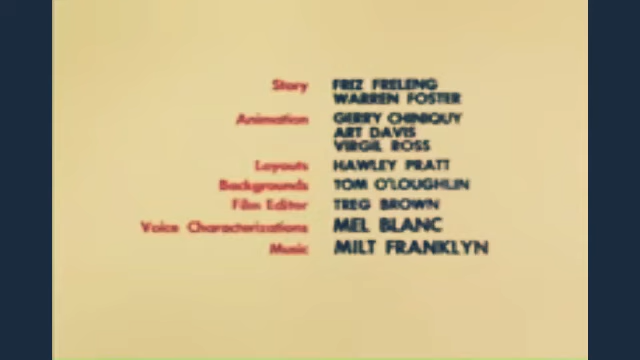 Story FRIZ FRELENG
WARREN FOSTER
Animation GERRY CHINIQUY
ART DAVIS
VIRGIL ROSS
Layouts HAWLEY PRATT
Backgrounds TOM O'LOUGHLIN
Film Editor TREG BROWN
Voice Characterizations MEL BLANC
Music MILT FRANKLYN